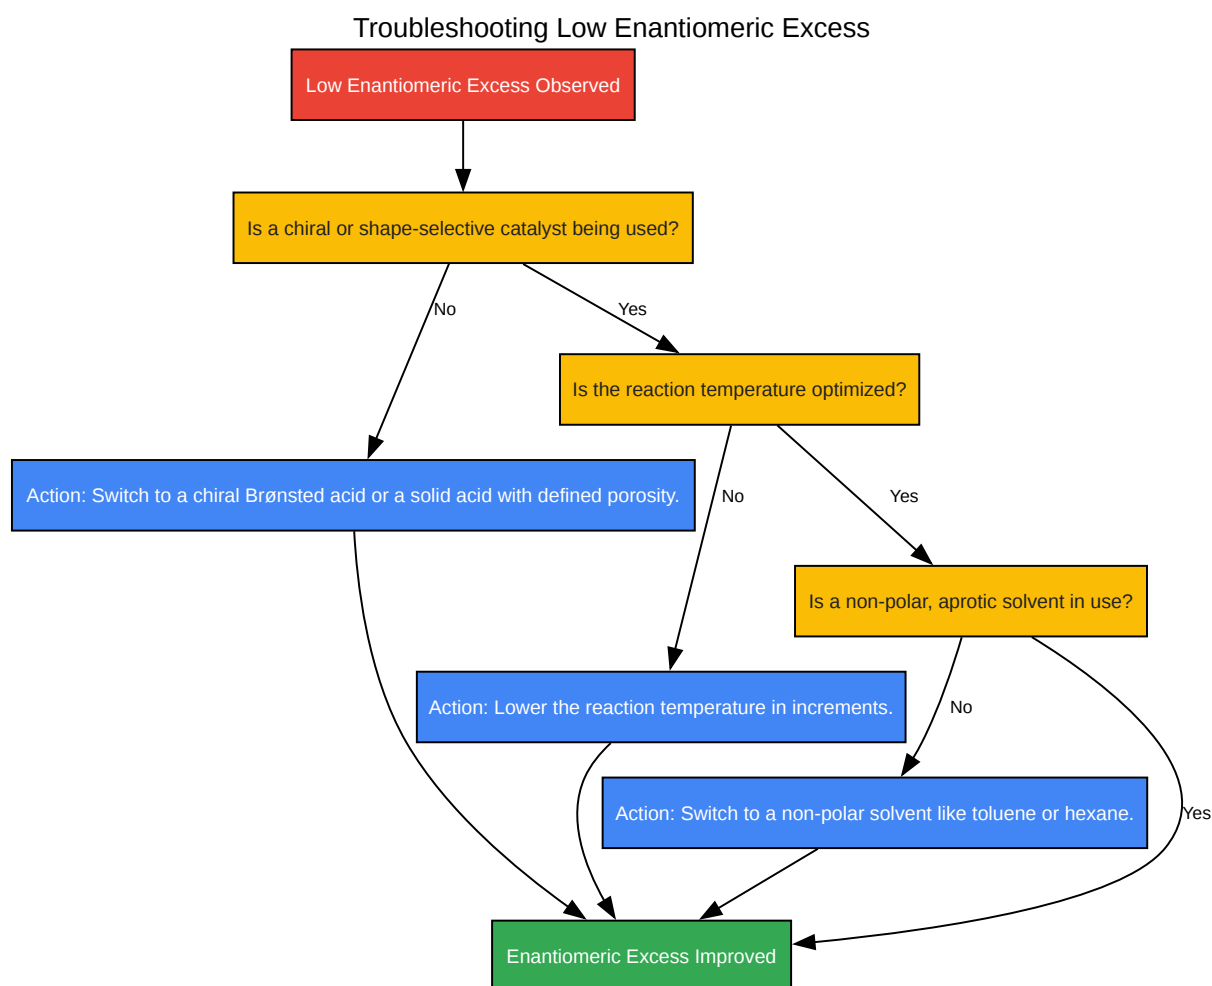 Troubleshooting Low Enantiomeric Excess
Low Enantiomeric Excess Observed
Is a chiral or shape-selective catalyst being used?
No
Yes
Is the reaction temperature optimized?
Action: Switch to a chiral Brønsted acid or a solid acid with defined porosity.
No
Yes
Is a non-polar, aprotic solvent in use?
Action: Lower the reaction temperature in increments.
No
Action: Switch to a non-polar solvent like toluene or hexane.
Yes
Enantiomeric Excess Improved